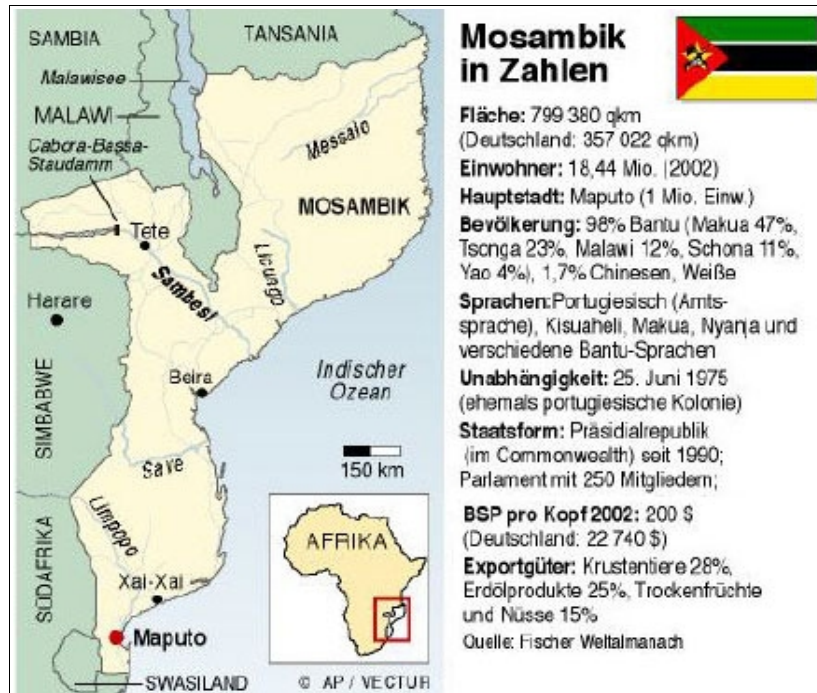 SAMBIA
TANSANIA
Malawisee
MALAWI
Cabora-Bassa-
Staudamm
Messalo
MOSAMBIK
Tete
Sambesi
Licungo
Harare
SIMBABWE
Beira
Indischer
Ozean
150 km
Save
Limpopo
SÜDAFRIKA
Xai-Xai
Maputo
SWASILAND
AFRIKA
© AP / VECTUR
Mosambik
in Zahlen
Fläche: 799 380 qkm
(Deutschland: 357 022 qkm)
Einwohner: 18,44 Mio. (2002)
Hauptstadt: Maputo (1 Mio. Einw.)
Bevölkerung: 98% Bantu (Makua 47%,
Tsonga 23%, Malawi 12%, Schona 11%,
Yao 4%), 1,7% Chinesen, Weiße
Sprachen: Portugiesisch (Amts-
sprache), Kisuaheli, Makua, Nyanja und
verschiedene Bantu-Sprachen
Unabhängigkeit: 25. Juni 1975
(ehemals portugiesische Kolonie)
Staatsform: Präsidialrepublik
(im Commonwealth) seit 1990;
Parlament mit 250 Mitgliedern;
BSP pro Kopf 2002: 200 $
(Deutschland: 22 740 $)
Exportgüter: Krustentiere 28%,
Erdölprodukte 25%, Trockenfrüchte
und Nüsse 15%
Quelle: Fischer Weltalmanach